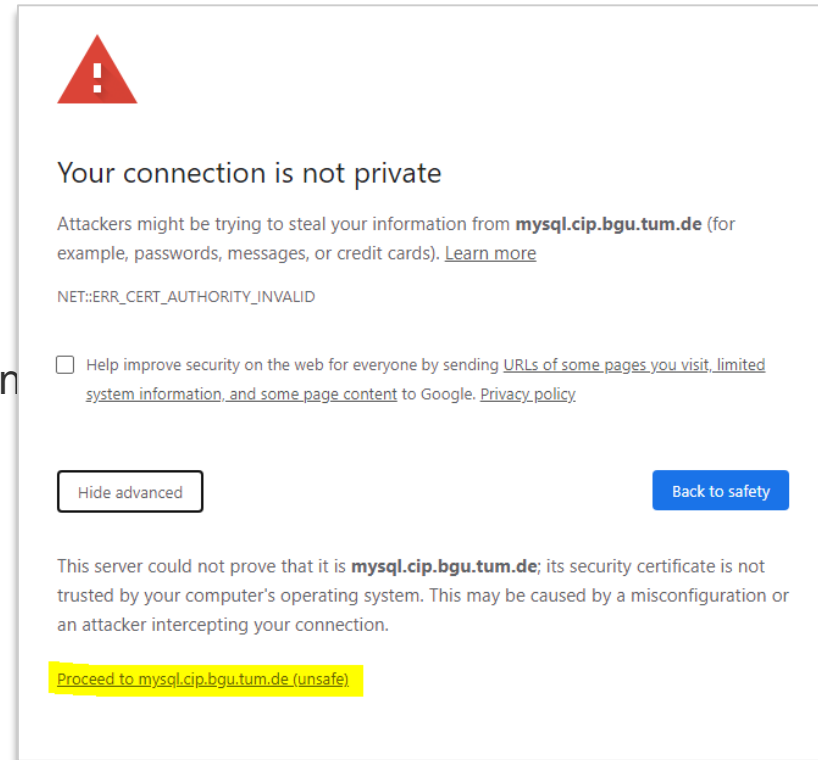 Your connection is not private
Attackers might be trying to steal your information from mysql.cip.bgu.tum.de (for
example, passwords, messages, or credit cards). Learn more
NET::ERR_CERT_AUTHORITY_INVALID
n
Help improve security on the web for everyone by sending URLs of some pages you visit, limited
system information, and some page content to Google. Privacy policy
Hide advanced
Back to safety
This server could not prove that it is mysql.cip.bgu.tum.de; its security certificate is not
trusted by your computer's operating system. This may be caused by a misconfiguration or
an attacker intercepting your connection.
Proceed to mysql.cip.bgu.tum.de (unsafe)